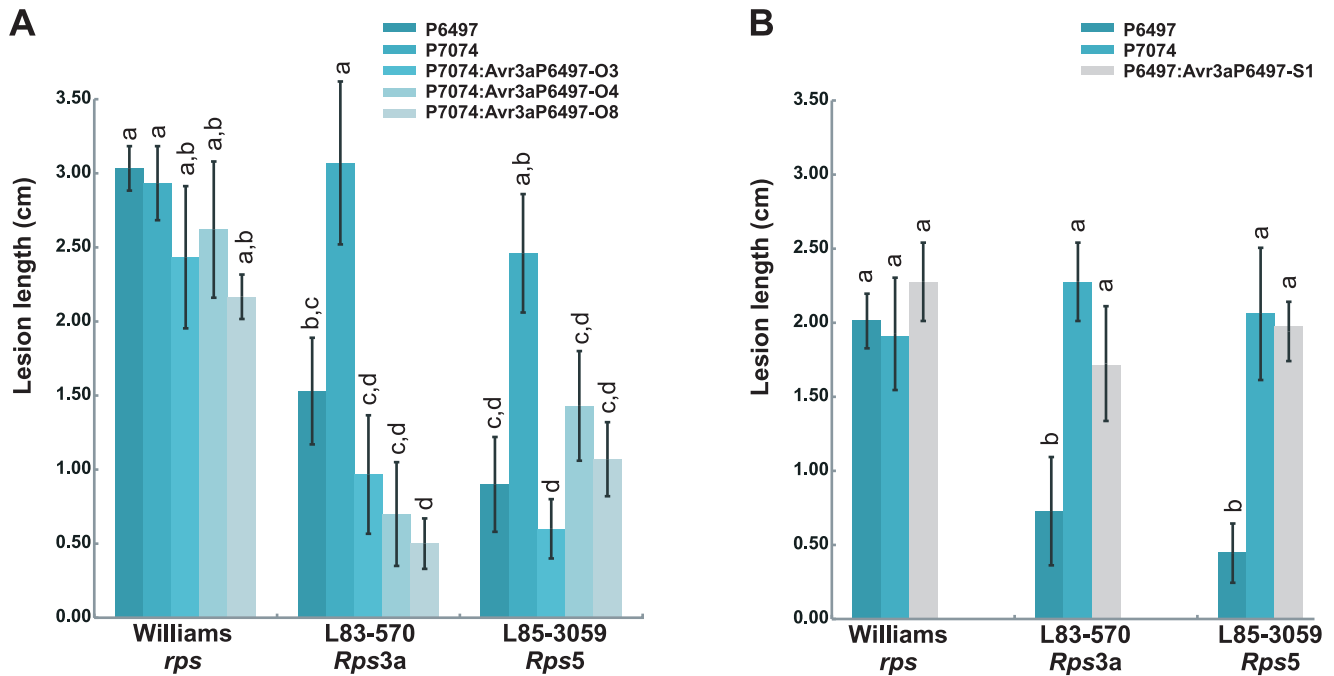 A
P6497
P7074
P7074:Avr3aP6497-O3
P7074:Avr3aP6497-O4
P7074:Avr3aP6497-O8
Lesion length (cm)
3.50
3.00
2.50
2.00
1.50
1.00
0.50
0.00
a
a
a,b
a,b
a,b
b,c
a
c,d
c,d
d
c,d
a,b
d
c,d
c,d
Williams
rps
L83-570
Rps3a
L85-3059
Rps5
B
P6497
P7074
P6497:Avr3aP6497-S1
Lesion length (cm)
3.50
3.00
2.50
2.00
1.50
1.00
0.50
0.00
a
a
a
b
a
a
b
a
a
Williams
rps
L83-570
Rps3a
L85-3059
Rps5